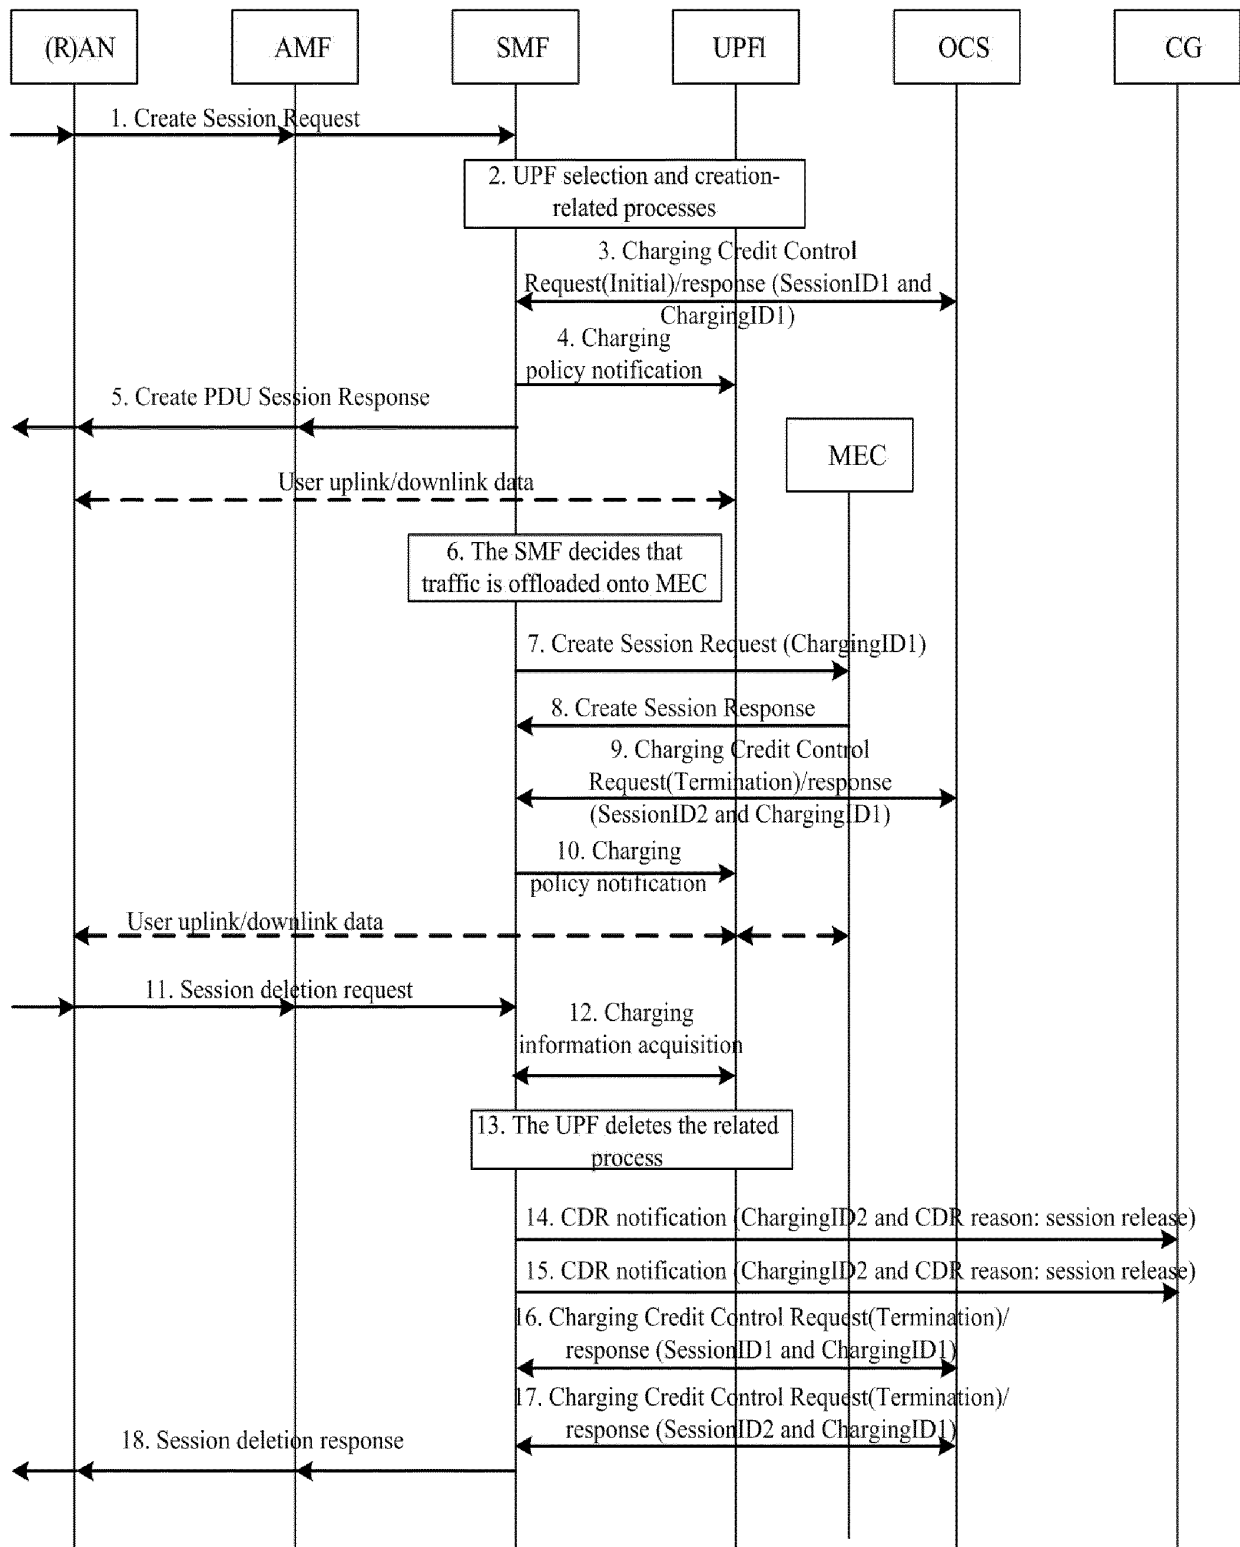 (R)AN
AMF
SMF
UPF1
OCS
CG
1. Create Session Request
2. UPF selection and creation-
related processes
3. Charging Credit Control
Request(Initial)/response (SessionID1 and
ChargingID1)
4. Charging
policy notification
5. Create PDU Session Response
MEC
User uplink/downlink data
6. The SMF decides that
traffic is offloaded onto MEC
7. Create Session Request (ChargingID1)
8. Create Session Response
9. Charging Credit Control
Request(Termination)/response
(SessionID2 and ChargingID1)
10. Charging
policy notification
User uplink/downlink data
11. Session deletion request
12. Charging
information acquisition
13. The UPF deletes the related
process
14. CDR notification (ChargingID2 and CDR reason: session release)
15. CDR notification (ChargingID2 and CDR reason: session release)
16. Charging Credit Control Request(Termination)/
response (SessionID1 and ChargingID1)
17. Charging Credit Control Request(Termination)/
response (SessionID2 and ChargingID1)
18. Session deletion response